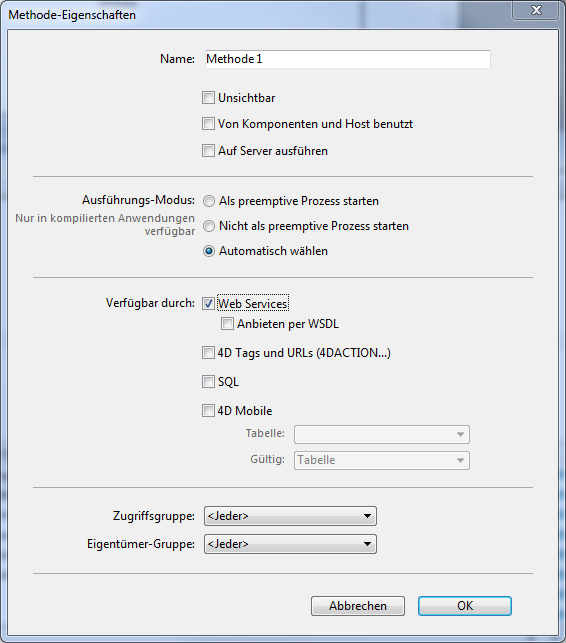 Methode-Eigenschaften
Name: Methode 1
Unsichtbar
Von Komponenten und Host benutzt
Auf Server ausführen
Ausführungs-Modus: Als preemptive Prozess starten
Nur in kompilierten Anwendungen
verfügbar
Nicht als preemptive Prozess starten
Automatisch wählen
Verfügbar durch: Web Services
Anbieten per WSDL
4D Tags und URLs (4DACTION...)
SQL
4D Mobile
Tabelle:
Gültig: Tabelle
Zugriffsgruppe: <Jeder>
Eigentümer-Gruppe: <Jeder>
Abbrechen OK